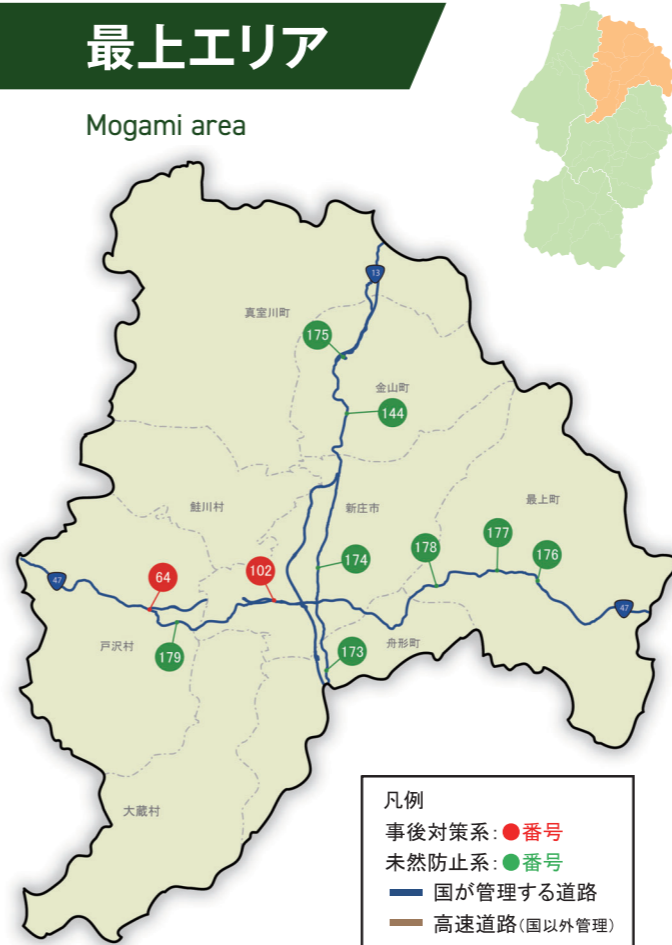 最上エリア
Mogami area
13
真室川町
175
金山町
144
鮭川村
新庄市
最上町
177
178
176
174
47
64
102
47
戸沢村
179
173
舟形町
大蔵村
凡例
事後対策系:●番号
未然防止系:●番号
国が管理する道路
高速道路(国以外管理)